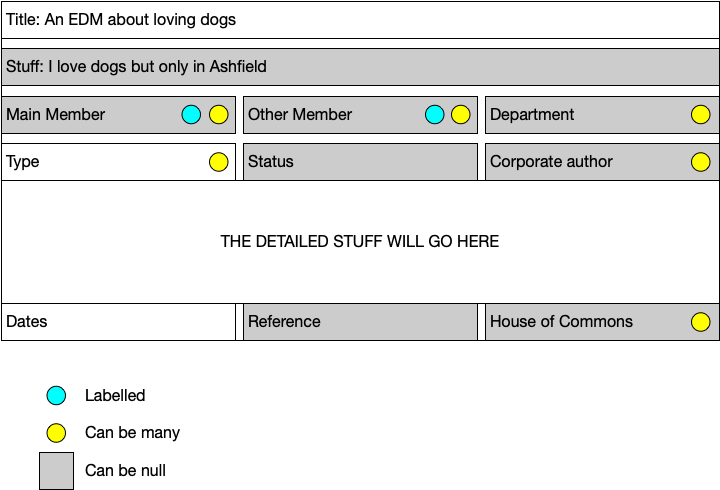 Title: An EDM about loving dogs
Stuff: I love dogs but only in Ashfield
Main Member
Other Member
Department
Type
Status
Corporate author
THE DETAILED STUFF WILL GO HERE
Dates
Reference
House of Commons
Labelled
Can be many
Can be null